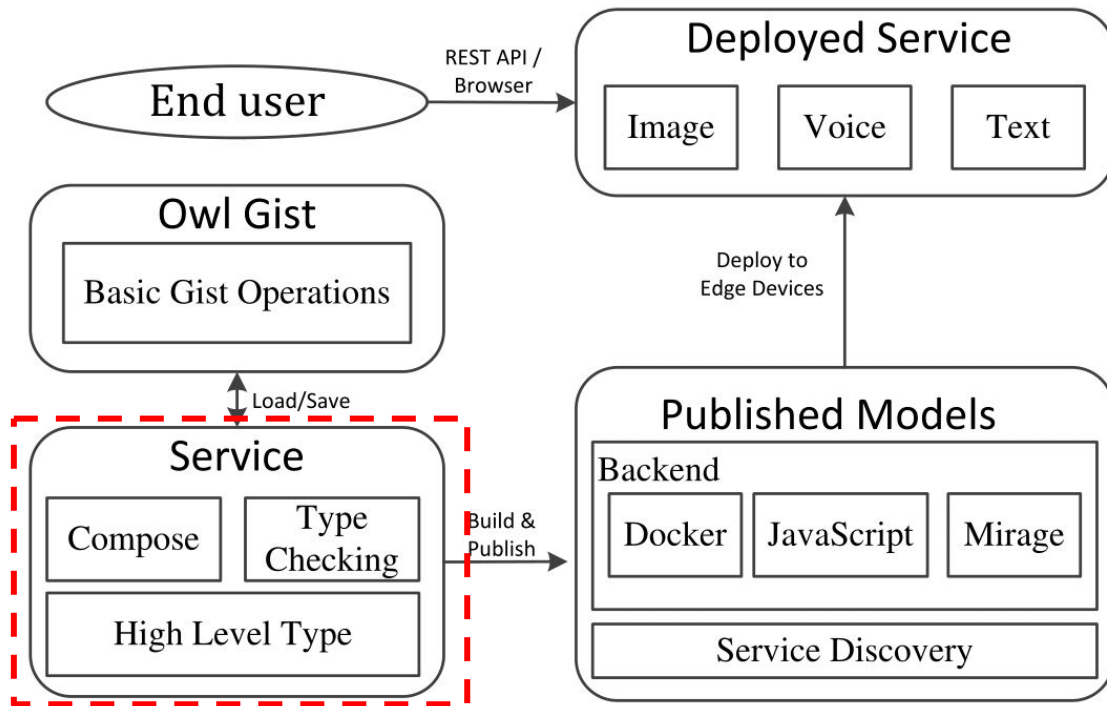 End user
REST API /
Browser
Deployed Service
Image
Voice
Text
Owl Gist
Basic Gist Operations
Load/Save
Deploy to
Edge Devices
Service
Compose
Type
Checking
High Level Type
Build &
Publish
Published Models
Backend
Docker
JavaScript
Mirage
Service Discovery